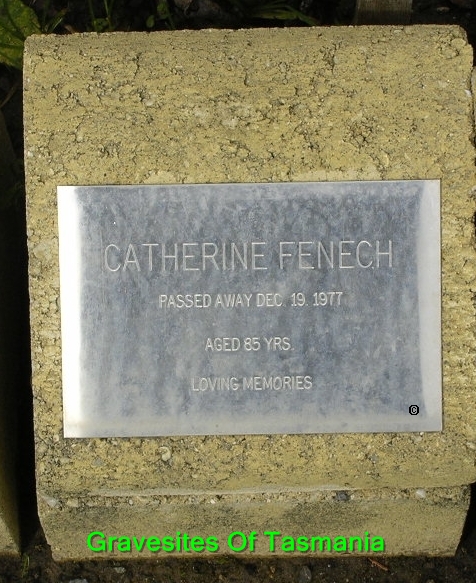 CATHERINE FENECH
PASSED AWAY DEC. 19. 1977
AGED 85 YRS.
LOVING MEMORIES
©
Gravesites Of Tasmania